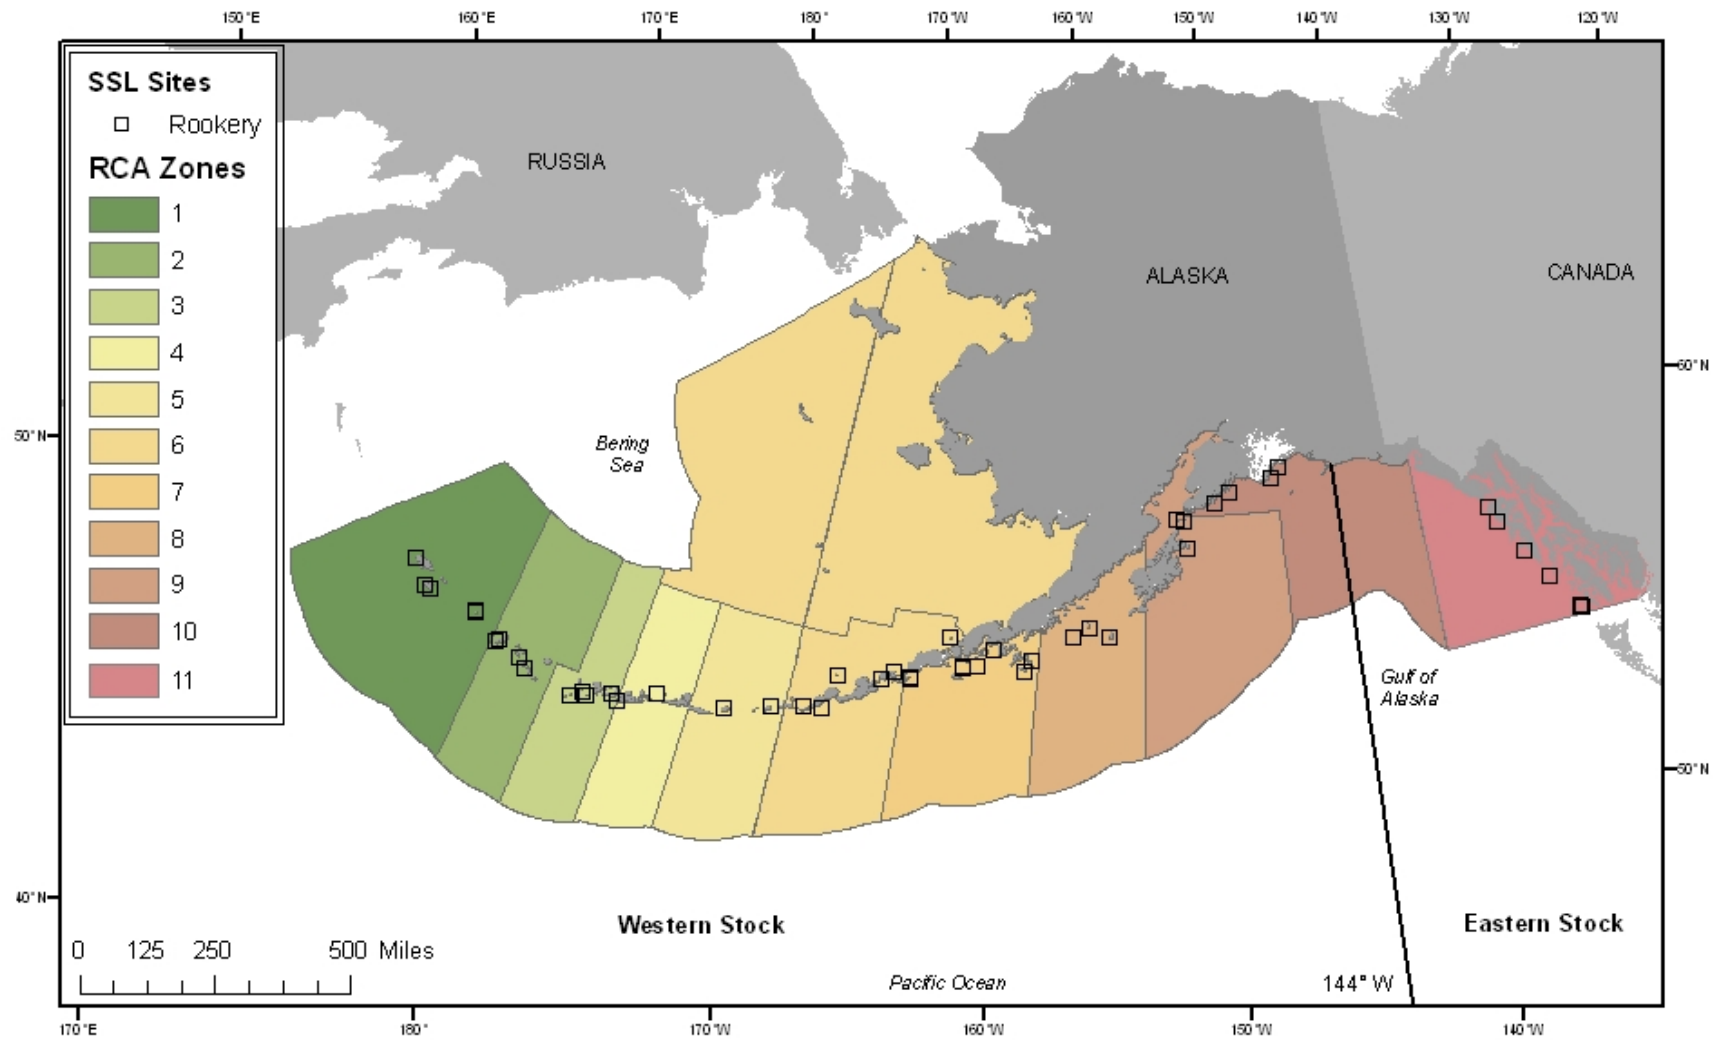 150°E 160°E 170°E 180° 170°W 160°W 150°W 140°W 130°W 120°W
SSL Sites
Rookery
RCA Zones
1
2
3
4
5
6
7
8
9
10
11
RUSSIA
ALASKA
CANADA
60°N
50°N
Bering
Sea
Gulf of
Alaska
50°N
40°N
Western Stock
Eastern Stock
0 125 250 500 Miles
Pacific Ocean
144° W
170°E 180° 170°W 160°W 150°W 140°W